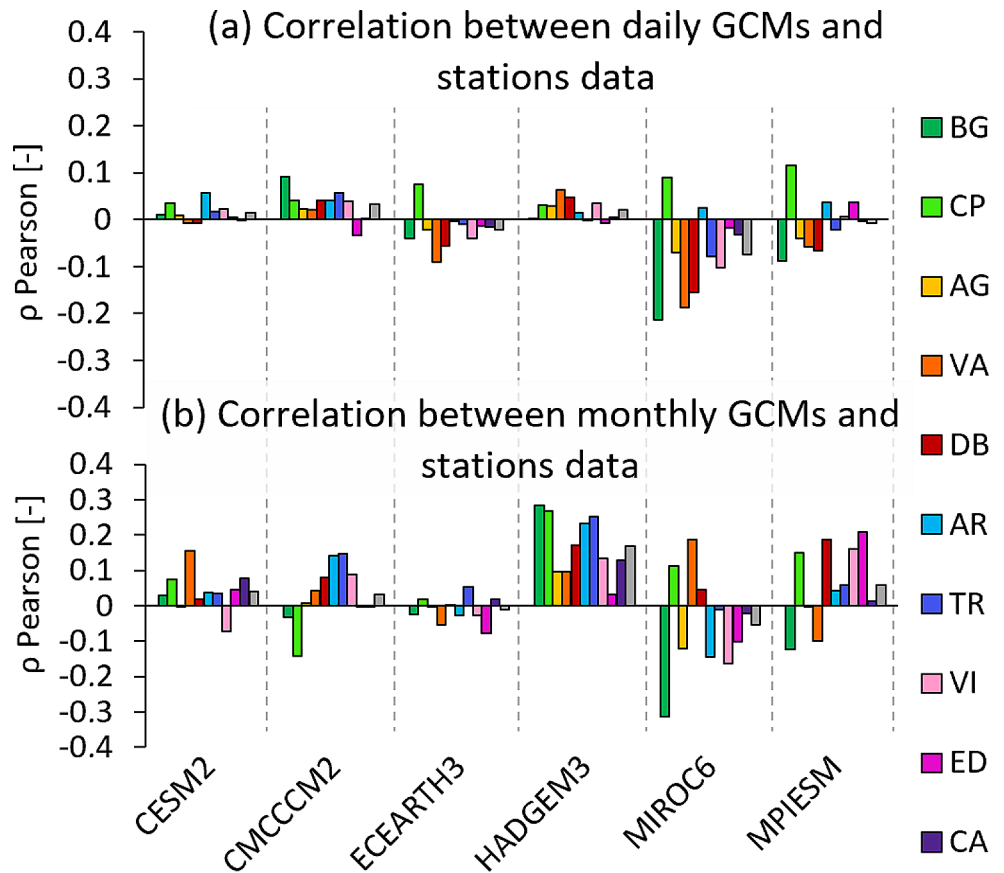 (a) Correlation between daily GCMs and
stations data
ρ Pearson [-]
0.4
0.3
0.2
0.1
0
-0.1
-0.2
-0.3
-0.4
(b) Correlation between monthly GCMs and
stations data
ρ Pearson [-]
0.4
0.3
0.2
0.1
0
-0.1
-0.2
-0.3
-0.4
CESM2
CMCCCM2
ECEARTH3
HADGEM3
MIROC6
MPIESM
BG
CP
AG
VA
DB
AR
TR
VI
ED
CA